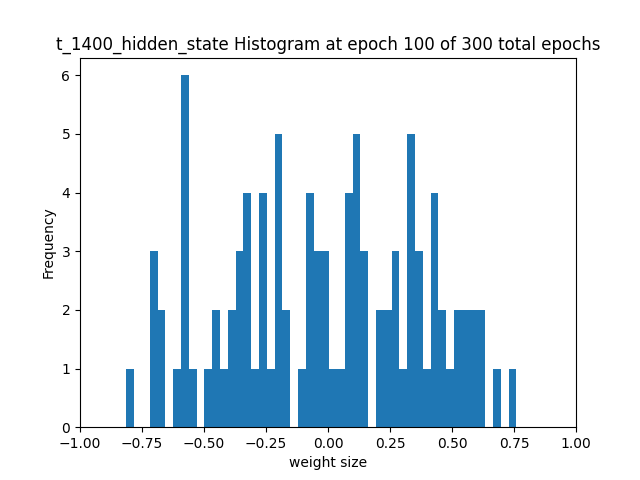 t_1400_hidden_state Histogram at epoch 100 of 300 total epochs
6
5
4
3
2
1
0
Frequency
−1.00 −0.75 −0.50 −0.25 0.00 0.25 0.50 0.75 1.00
weight size